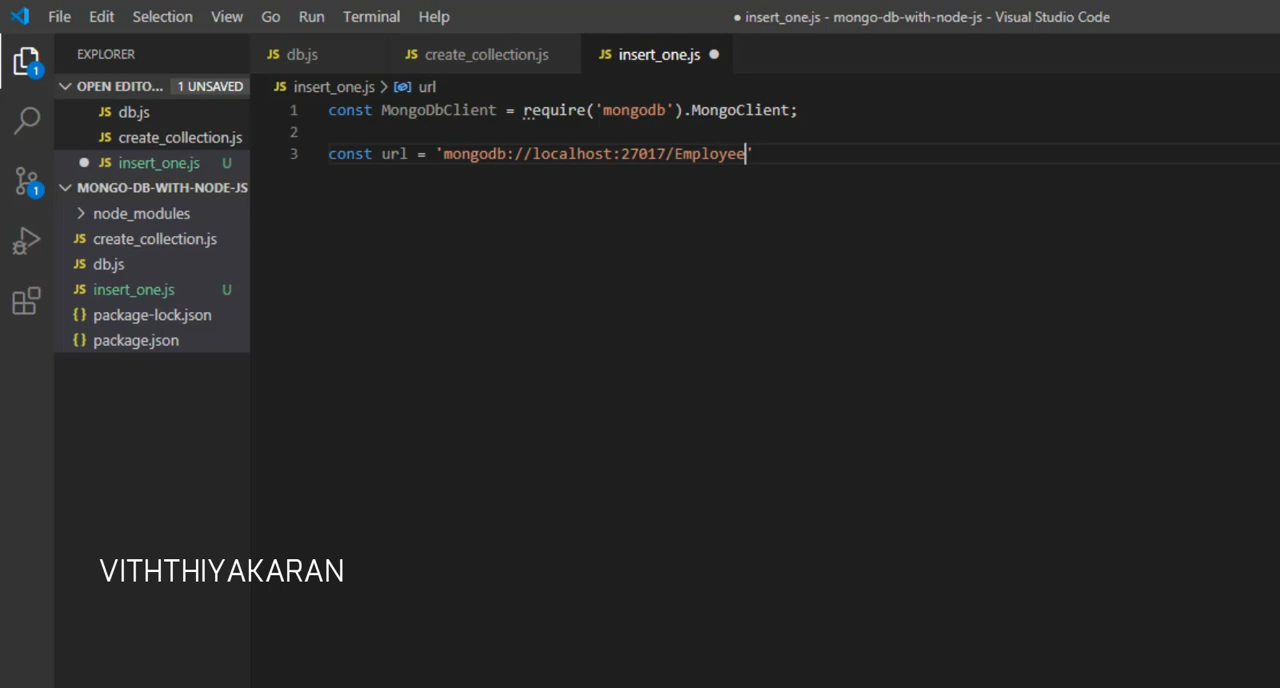 File Edit Selection View Go Run Terminal Help
● insert_one.js - mongo-db-with-node-js - Visual Studio Code
EXPLORER
JS db.js
JS create_collection.js
JS insert_one.js
1
OPEN EDITO... 1 UNSAVED
JS insert_one.js > url
JS db.js
JS create_collection.js
JS insert_one.js U
1
MONGO-DB-WITH-NODE-JS
node_modules
JS create_collection.js
JS db.js
JS insert_one.js U
{} package-lock.json
{} package.json
1 const MongoDbClient = require('mongodb').MongoClient;
2
3 const url = 'mongodb://localhost:27017/Employee'
VITHTHIYAKARAN